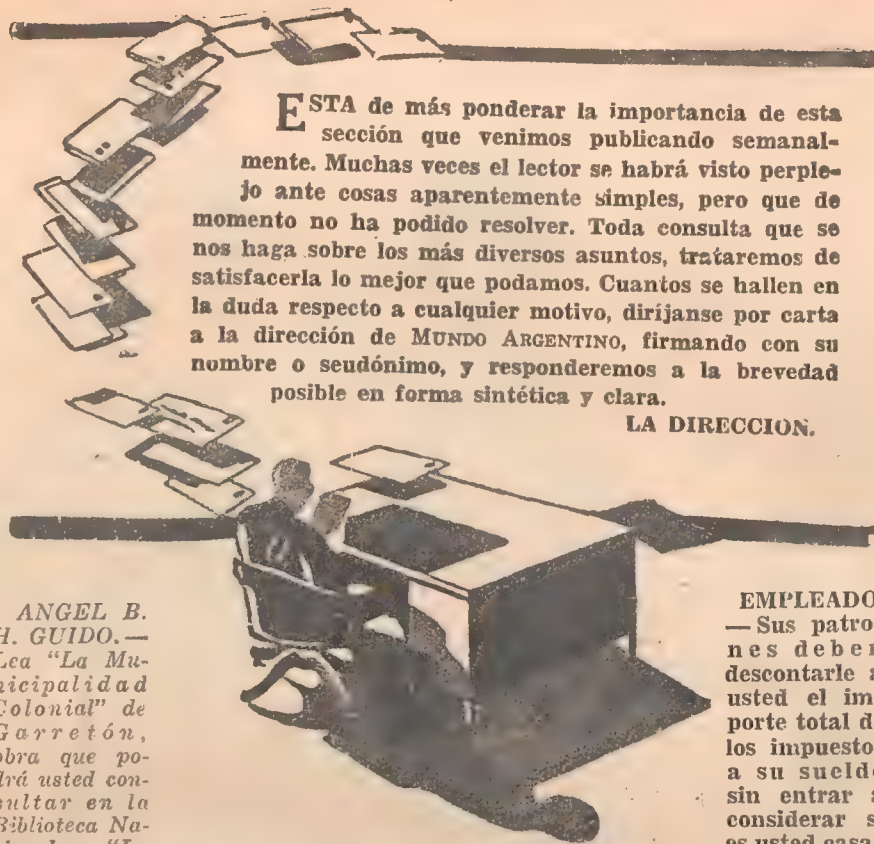 ESTA de más ponderar la importancia de esta
sección que venimos publicando semanal-
mente. Muchas veces el lector se habrá visto perple-
jo ante cosas aparentemente simples, pero que de
momento no ha podido resolver. Toda consulta que se
nos haga sobre los más diversos asuntos, trataremos de
satisfacerla lo mejor que podamos. Cuantos se hallen en
la duda respecto a cualquier motivo, diríjanse por carta
a la dirección de MUNDO ARGENTINO, firmando con su
nombre o seudónimo, y responderemos a la brevedad
posible en forma sintética y clara.
LA DIRECCION.
ANGEL B.
H. GUIDO.—
Lea "La Mu-
nicipalidad
Colonial" de
Garretón,
obra que po-
drá usted con-
sultar en la
Biblioteca Na-
EMPLEADO
— Sus patro-
nes deben
descontarle a
usted el im-
porte total de
los impuestos
a su sueldo
sin entrar a
considerar si
es usted casa-